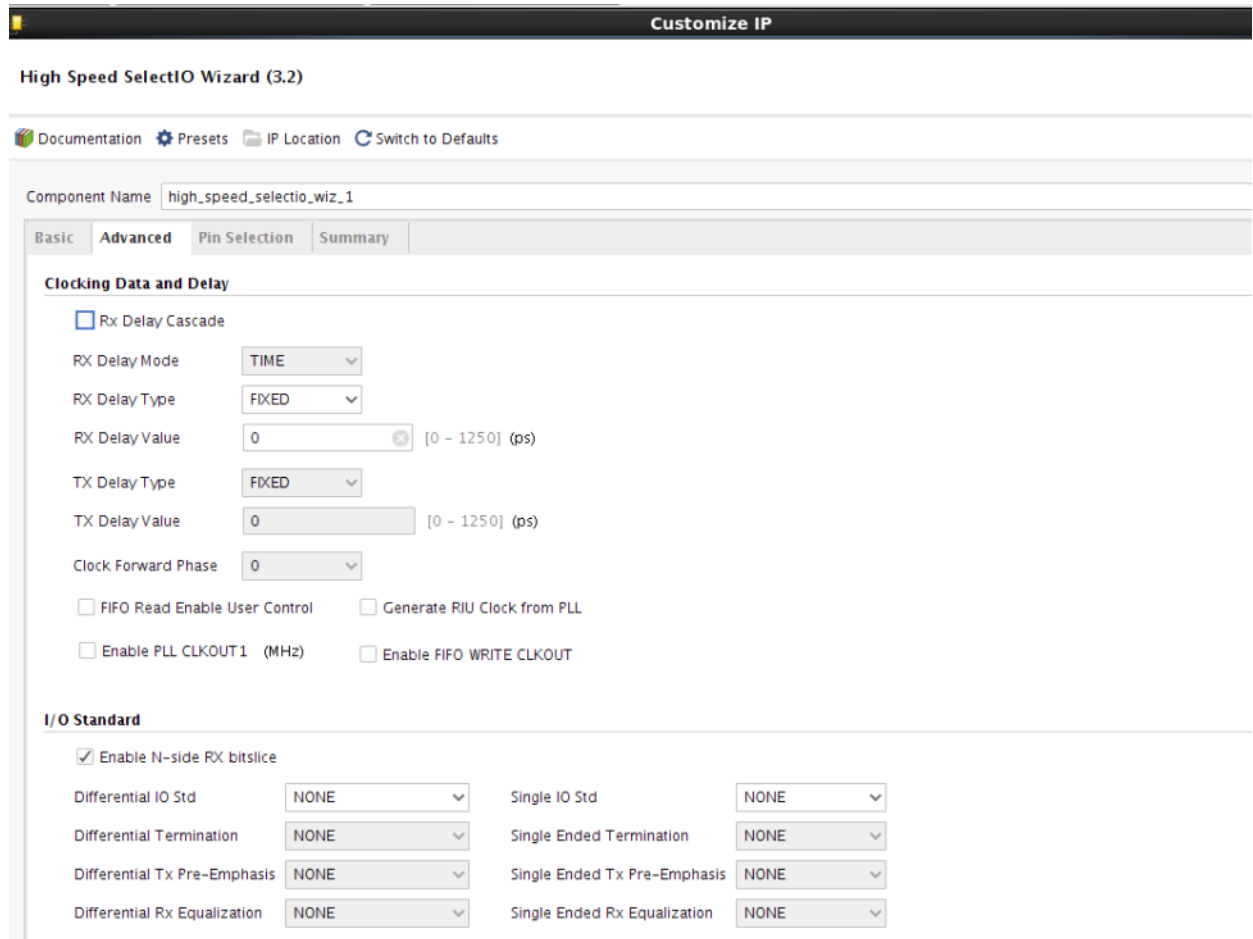 Customize IP
High Speed SelectIO Wizard (3.2)
Documentation Presets IP Location Switch to Defaults
Component Name high_speed_selectio_wiz_1
Basic Advanced Pin Selection Summary
Clocking Data and Delay
Rx Delay Cascade
RX Delay Mode TIME
RX Delay Type FIXED
RX Delay Value 0 [0 - 1250] (ps)
TX Delay Type FIXED
TX Delay Value 0 [0 - 1250] (ps)
Clock Forward Phase 0
FIFO Read Enable User Control Generate RIU Clock from PLL
Enable PLL CLKOUT1 (MHz) Enable FIFO WRITE CLKOUT
I/O Standard
Enable N-side RX bitslice
Differential IO Std NONE Single IO Std NONE
Differential Termination NONE Single Ended Termination NONE
Differential Tx Pre-Emphasis NONE Single Ended Tx Pre-Emphasis NONE
Differential Rx Equalization NONE Single Ended Rx Equalization NONE